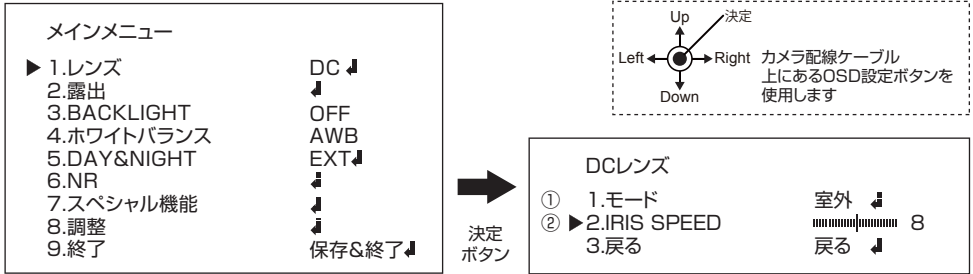 メインメニュー
▶ 1.レンズ DC ↲
2.露出 ↲
3.BACKLIGHT OFF
4.ホワイトバランス AWB
5.DAY&NIGHT EXT↲
6.NR ↲
7.スペシャル機能 ↲
8.調整 ↲
9.終了 保存&終了↲
決定
ボタン
Up
決定
Left
Right
Down
カメラ配線ケーブル
上にあるOSD設定ボタンを
使用します
DCレンズ
① 1.モード 室外 ↲
② ▶2.IRIS SPEED 8
3.戻る 戻る ↲